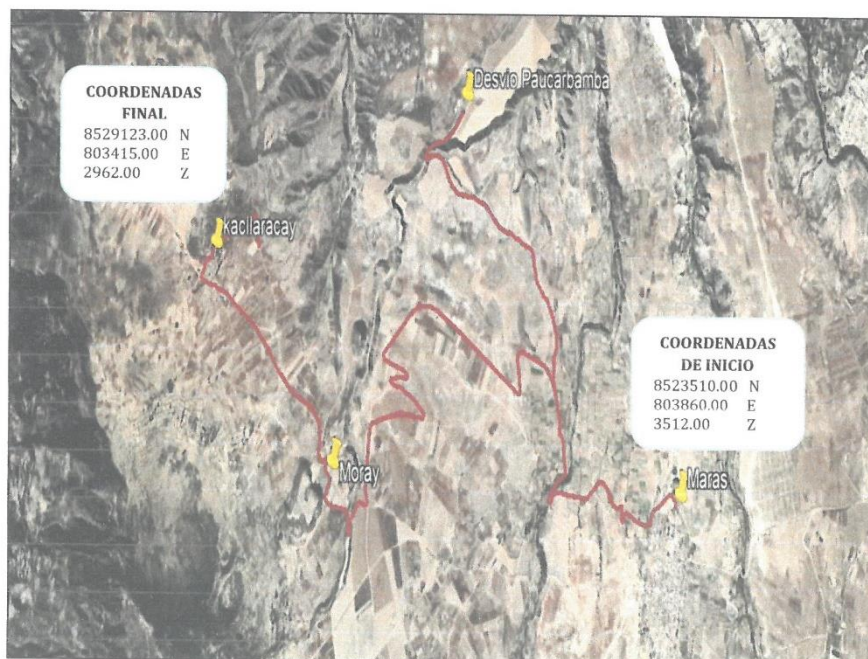 Desvio Paucarbamba
COORDENADAS
FINAL
8529123.00 N
803415.00 E
2962.00 Z
kacllaracay
COORDENADAS
DE INICIO
8523510.00 N
803860.00 E
3512.00 Z
Moray
Maras